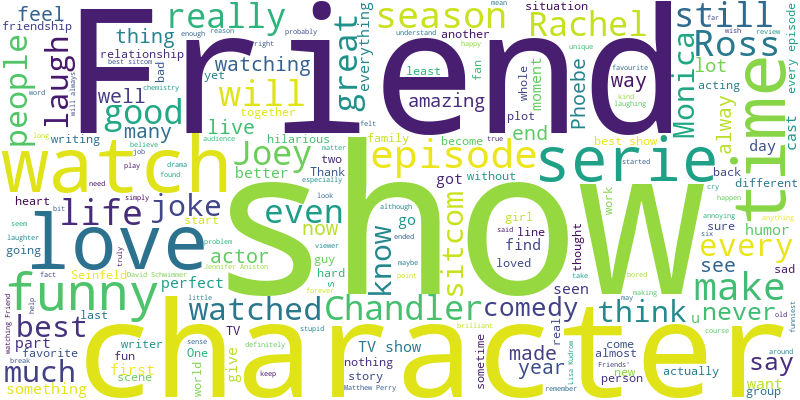 Friend
show
character
watch
love
time
funny
serie
episode
season
really
Rachel
still
Ross
Monica
Phoebe
Joey
Chandler
feel
friendship
thing
relationship
people
laugh
well
good
many
writing
watching
bad
best sitcom
yet
will
together
live
great
everything
situation
another
least
fan
amazing
whole
moment
plot
end
way
lot
acting
alway
day
cast
every episode
mean
understand
happy
unique
favourite
kind
laughing
far
wish
review
enough
reason
right
probably
chemistry
will always
word
long
believe
job
play
audience
hilarious
felt
family
become
true
best show
started
back
different
drama
found
better
two
Thank
matter
especially
look
without
got
sitcom
know
go
now
even
joke
life
heart
bit
need
simply
start
seem
laughter
going
Seinfeld
David Schwimmer
Jennifer Aniston
problem
actor
perfect
guy
hard
s
viewer
although
ended
maybe
point
girl
said
line
find
loved
thought
seen
work
cry
annoying
happen
anything
sure
six
humor
every
see
sad
bored
take
making
may
make
think
u
never
comedy
watched
little
forever
truly
fact
watching Friend
help
best
last
part
favorite
break
much
something
writer
fun
first
scene
TV
One
world
sense
give
stupid
definitely
keep
TV show
nothing
story
Matthew Perry
brilliant
sometime
made
year
real
remember
Lisa Kudrow
come
almost
Friends'
new
person
actually
course
old
around
businiest
say
want
group